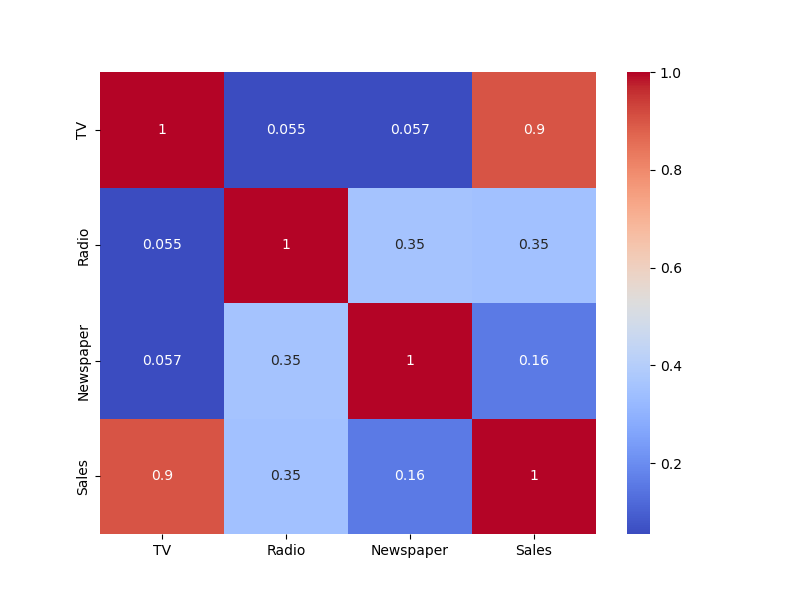 TV 1 0.055 0.057 0.9
Radio 0.055 1 0.35 0.35
Newspaper 0.057 0.35 1 0.16
Sales 0.9 0.35 0.16 1
TV Radio Newspaper Sales
1.0
0.8
0.6
0.4
0.2